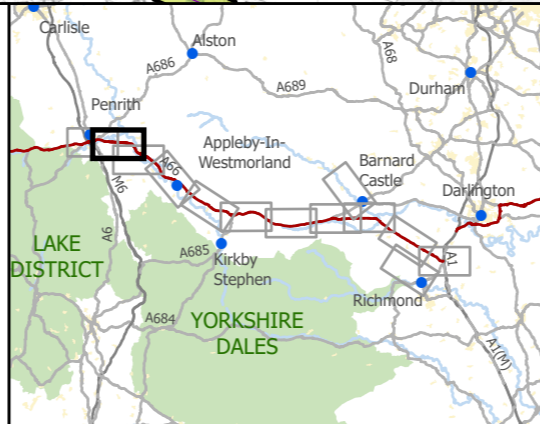 Carlisle
Alston
A68
A686
A689
Durham
Penrith
Appleby-In-
Westmorland
Barnard
Castle
A66
Darlington
M6
LAKE
DISTRICT
A6
A685
Kirkby
Stephen
A1
Richmond
A684
YORKSHIRE
DALES
A1(M)